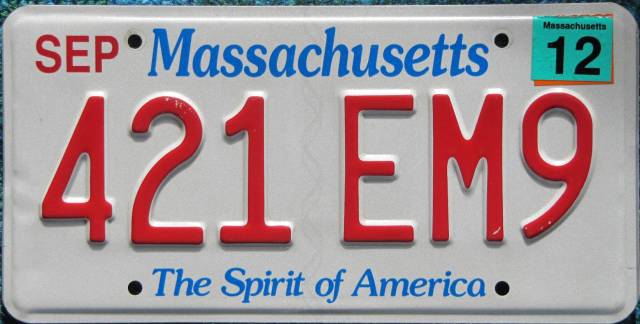 SEP Massachusetts
Massachusetts
12
421 EM9
The Spirit of America